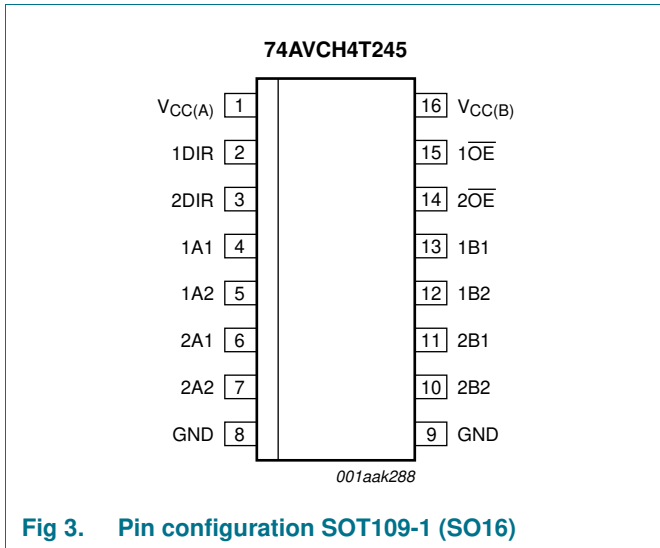 74AVCH4T245
VCC(A) 1 16 VCC(B)
1DIR 2 15 1OE
2DIR 3 14 2OE
1A1 4 13 1B1
1A2 5 12 1B2
2A1 6 11 2B1
2A2 7 10 2B2
GND 8 9 GND
001aak288
Fig 3. Pin configuration SOT109-1 (SO16)